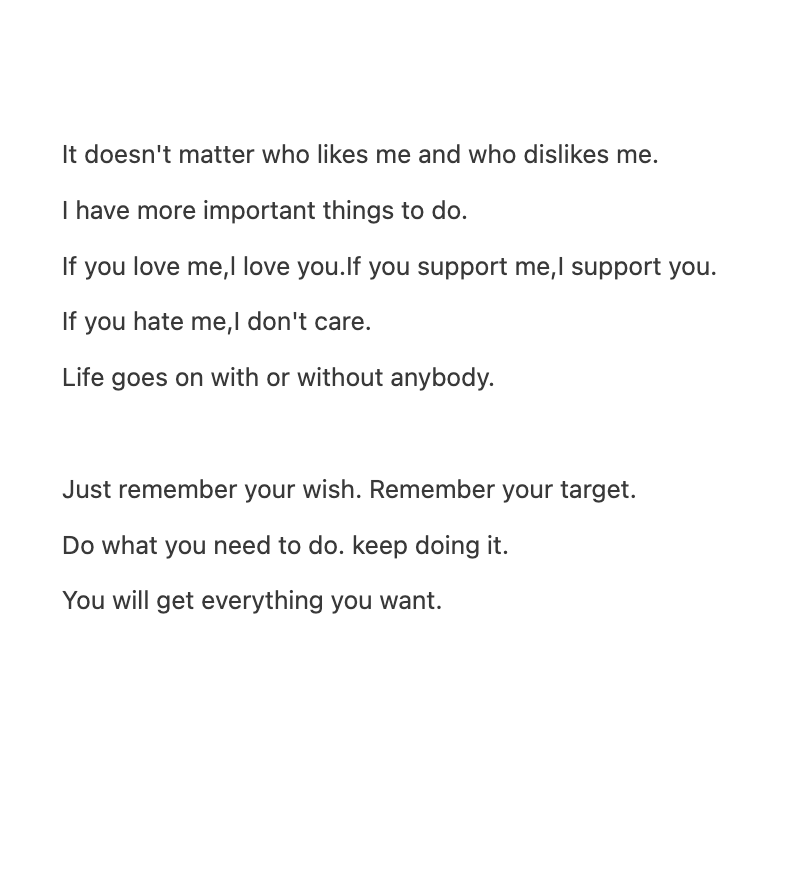 It doesn't matter who likes me and who dislikes me.
I have more important things to do.
If you love me,I love you.If you support me,I support you.
If you hate me,I don't care.
Life goes on with or without anybody.
Just remember your wish. Remember your target.
Do what you need to do. keep doing it.
You will get everything you want.